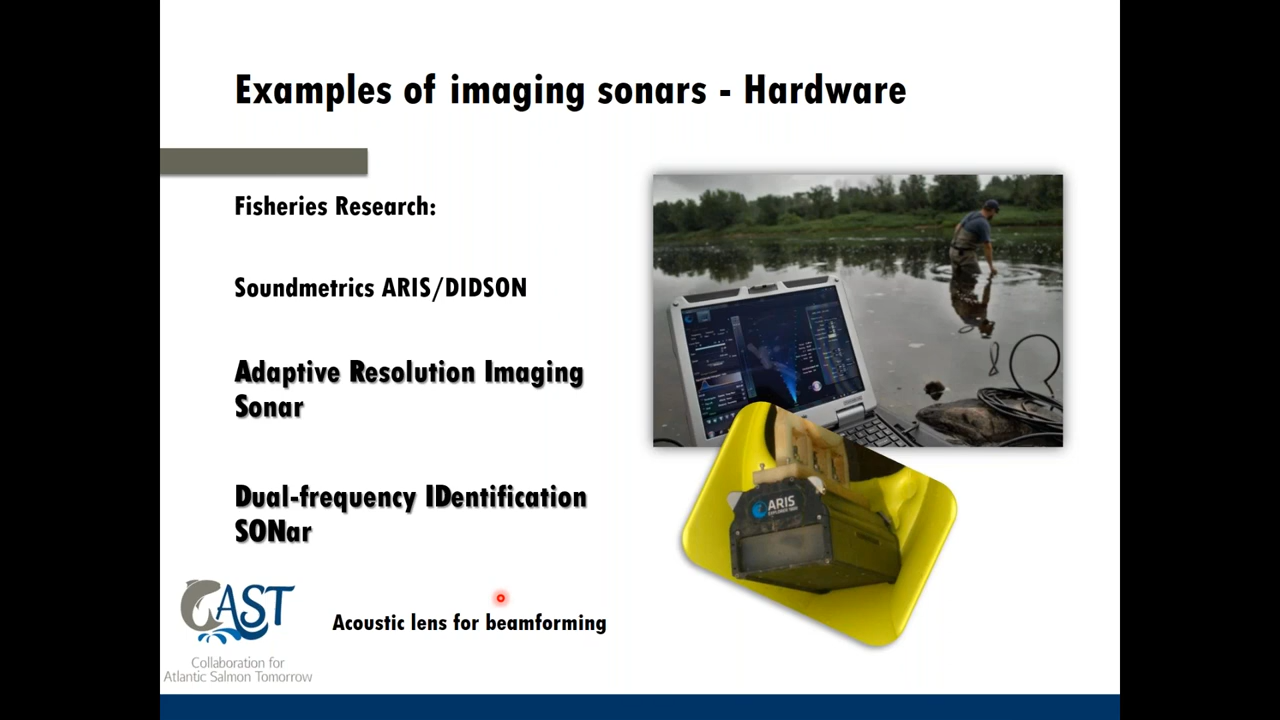 Examples of imaging sonars - Hardware
Fisheries Research:
Soundmetrics ARIS/DIDSON
Adaptive Resolution Imaging
Sonar
Dual-frequency IDentification
SONar
Acoustic lens for beamforming
CAST
Collaboration for
Atlantic Salmon Tomorrow
ARIS